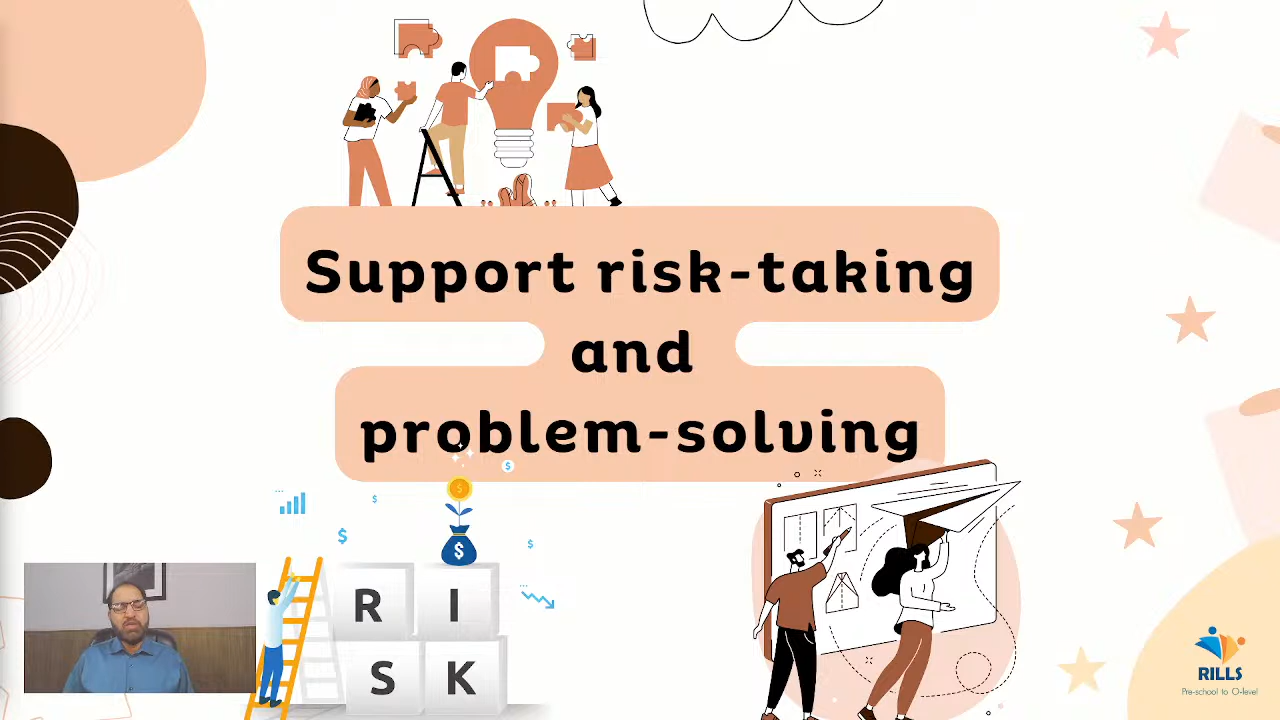 Support risk-taking
and
problem-solving
$
$
$
$
$
$
R I
S K
RILLS
Pre-school to O-level